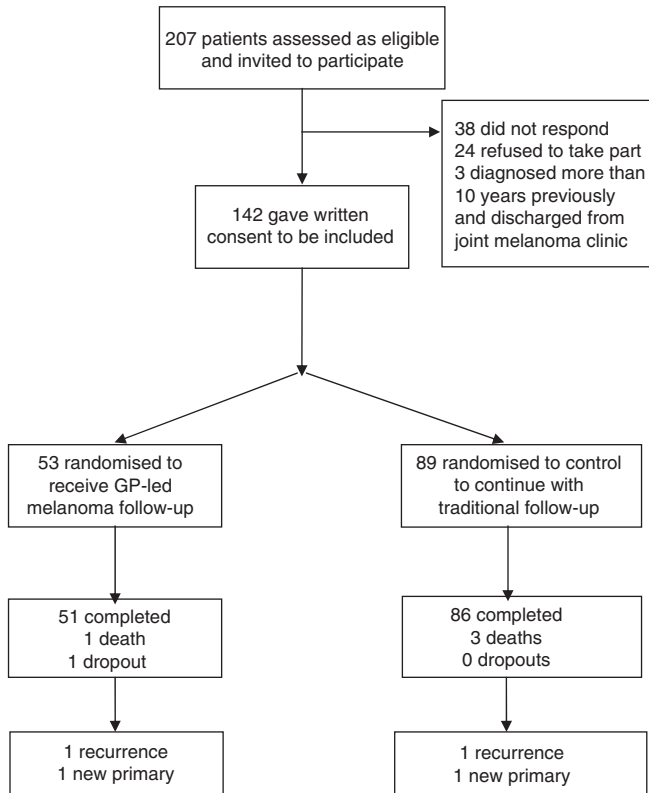 207 patients assessed as eligible
and invited to participate
38 did not respond
24 refused to take part
3 diagnosed more than
10 years previously
and discharged from
joint melanoma clinic
142 gave written
consent to be included
53 randomised to
receive GP-led
melanoma follow-up
89 randomised to control
to continue with
traditional follow-up
51 completed
1 death
1 dropout
86 completed
3 deaths
0 dropouts
1 recurrence
1 new primary
1 recurrence
1 new primary